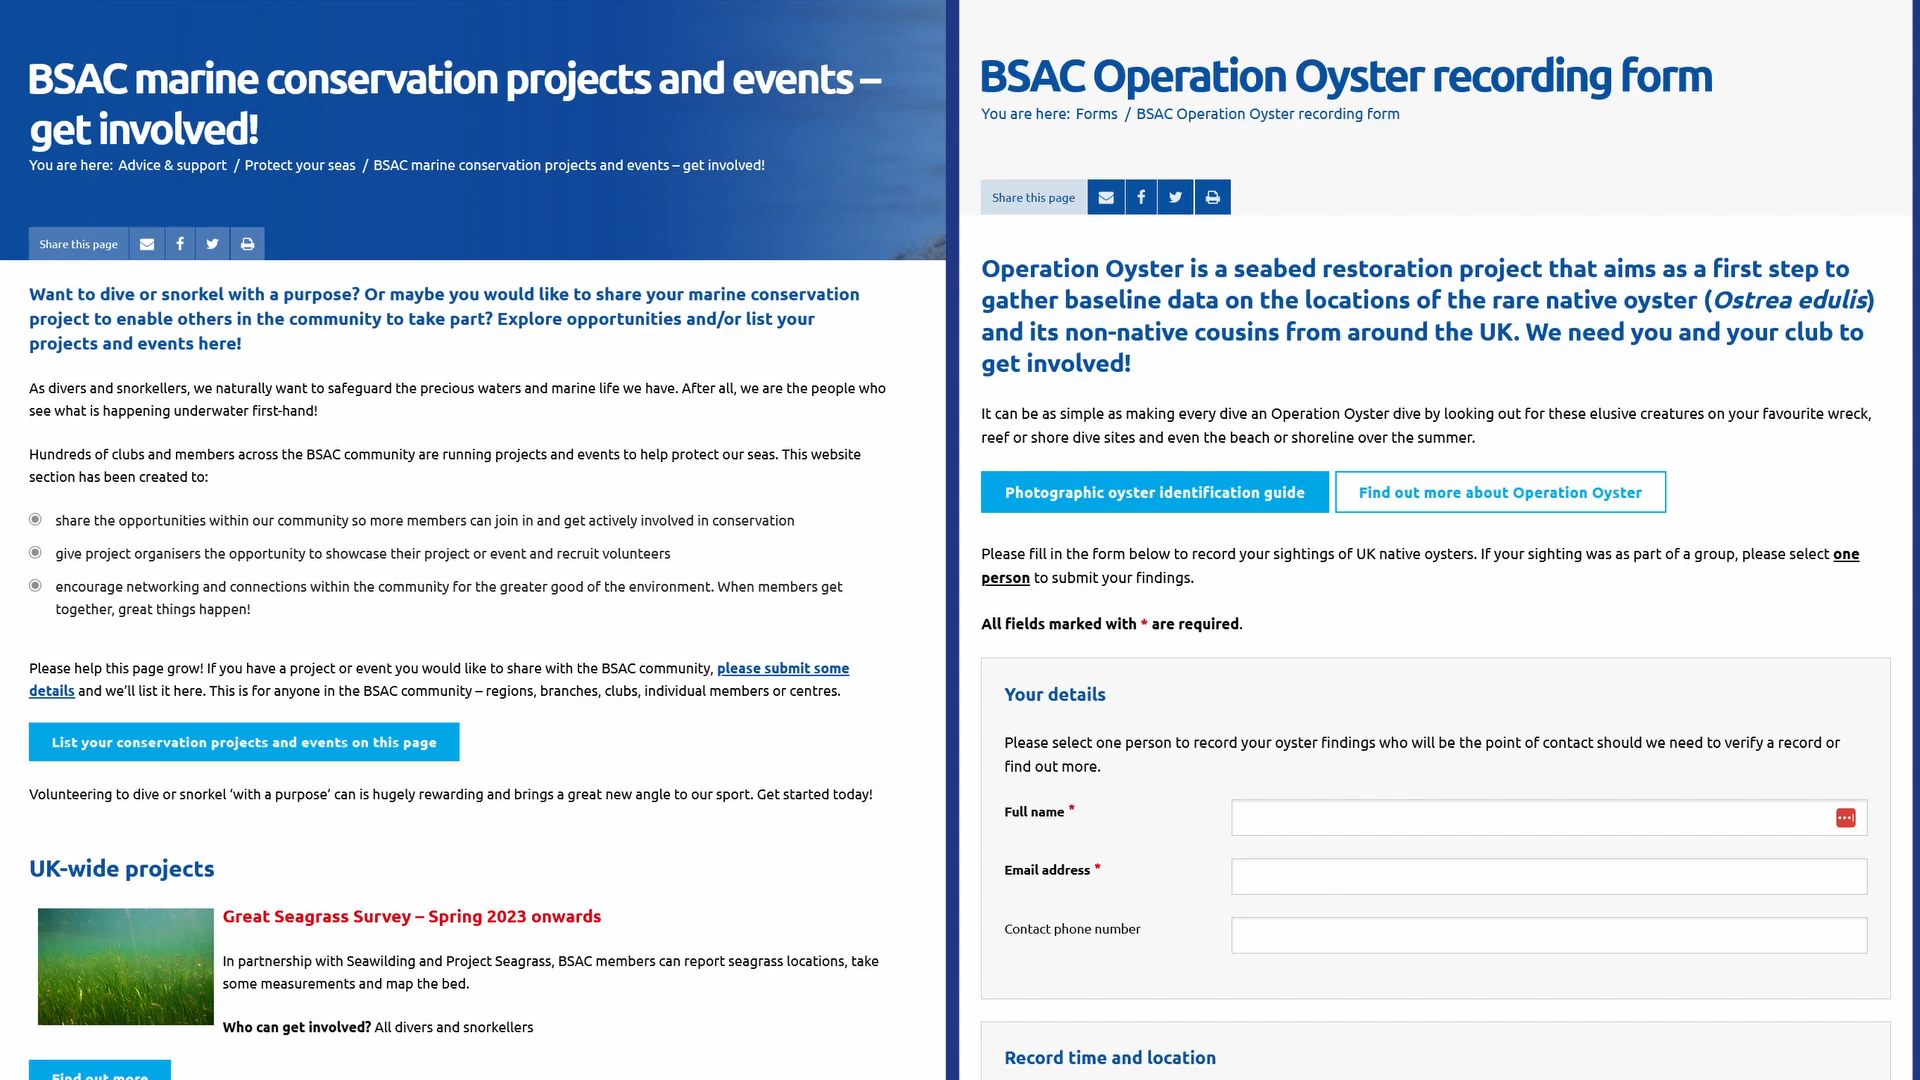 BSAC marine conservation projects and events –
get involved!
You are here: Advice & support / Protect your seas / BSAC marine conservation projects and events – get involved!
Share this page
Want to dive or snorkel with a purpose? Or maybe you would like to share your marine conservation
project to enable others in the community to take part? Explore opportunities and/or list your
projects and events here!
As divers and snorkellers, we naturally want to safeguard the precious waters and marine life we have. After all, we are the people who
see what is happening underwater first-hand!
Hundreds of clubs and members across the BSAC community are running projects and events to help protect our seas. This website
section has been created to:
share the opportunities within our community so more members can join in and get actively involved in conservation
give project organisers the opportunity to showcase their project or event and recruit volunteers
encourage networking and connections within the community for the greater good of the environment. When members get
together, great things happen!
Please help this page grow! If you have a project or event you would like to share with the BSAC community, please submit some
details and we’ll list it here. This is for anyone in the BSAC community – regions, branches, clubs, individual members or centres.
List your conservation projects and events on this page
Volunteering to dive or snorkel ‘with a purpose’ can is hugely rewarding and brings a great new angle to our sport. Get started today!
UK-wide projects
Great Seagrass Survey – Spring 2023 onwards
In partnership with Seawilding and Project Seagrass, BSAC members can report seagrass locations, take
some measurements and map the bed.
Who can get involved? All divers and snorkellers
Find out more
BSAC Operation Oyster recording form
You are here: Forms / BSAC Operation Oyster recording form
Share this page
Operation Oyster is a seabed restoration project that aims as a first step to
gather baseline data on the locations of the rare native oyster (Ostrea edulis)
and its non-native cousins from around the UK. We need you and your club to
get involved!
It can be as simple as making every dive an Operation Oyster dive by looking out for these elusive creatures on your favourite wreck,
reef or shore dive sites and even the beach or shoreline over the summer.
Photographic oyster identification guide
Find out more about Operation Oyster
Please fill in the form below to record your sightings of UK native oysters. If your sighting was as part of a group, please select one
person to submit your findings.
All fields marked with * are required.
Your details
Please select one person to record your oyster findings who will be the point of contact should we need to verify a record or
find out more.
Full name *
Email address *
Contact phone number
Record time and location